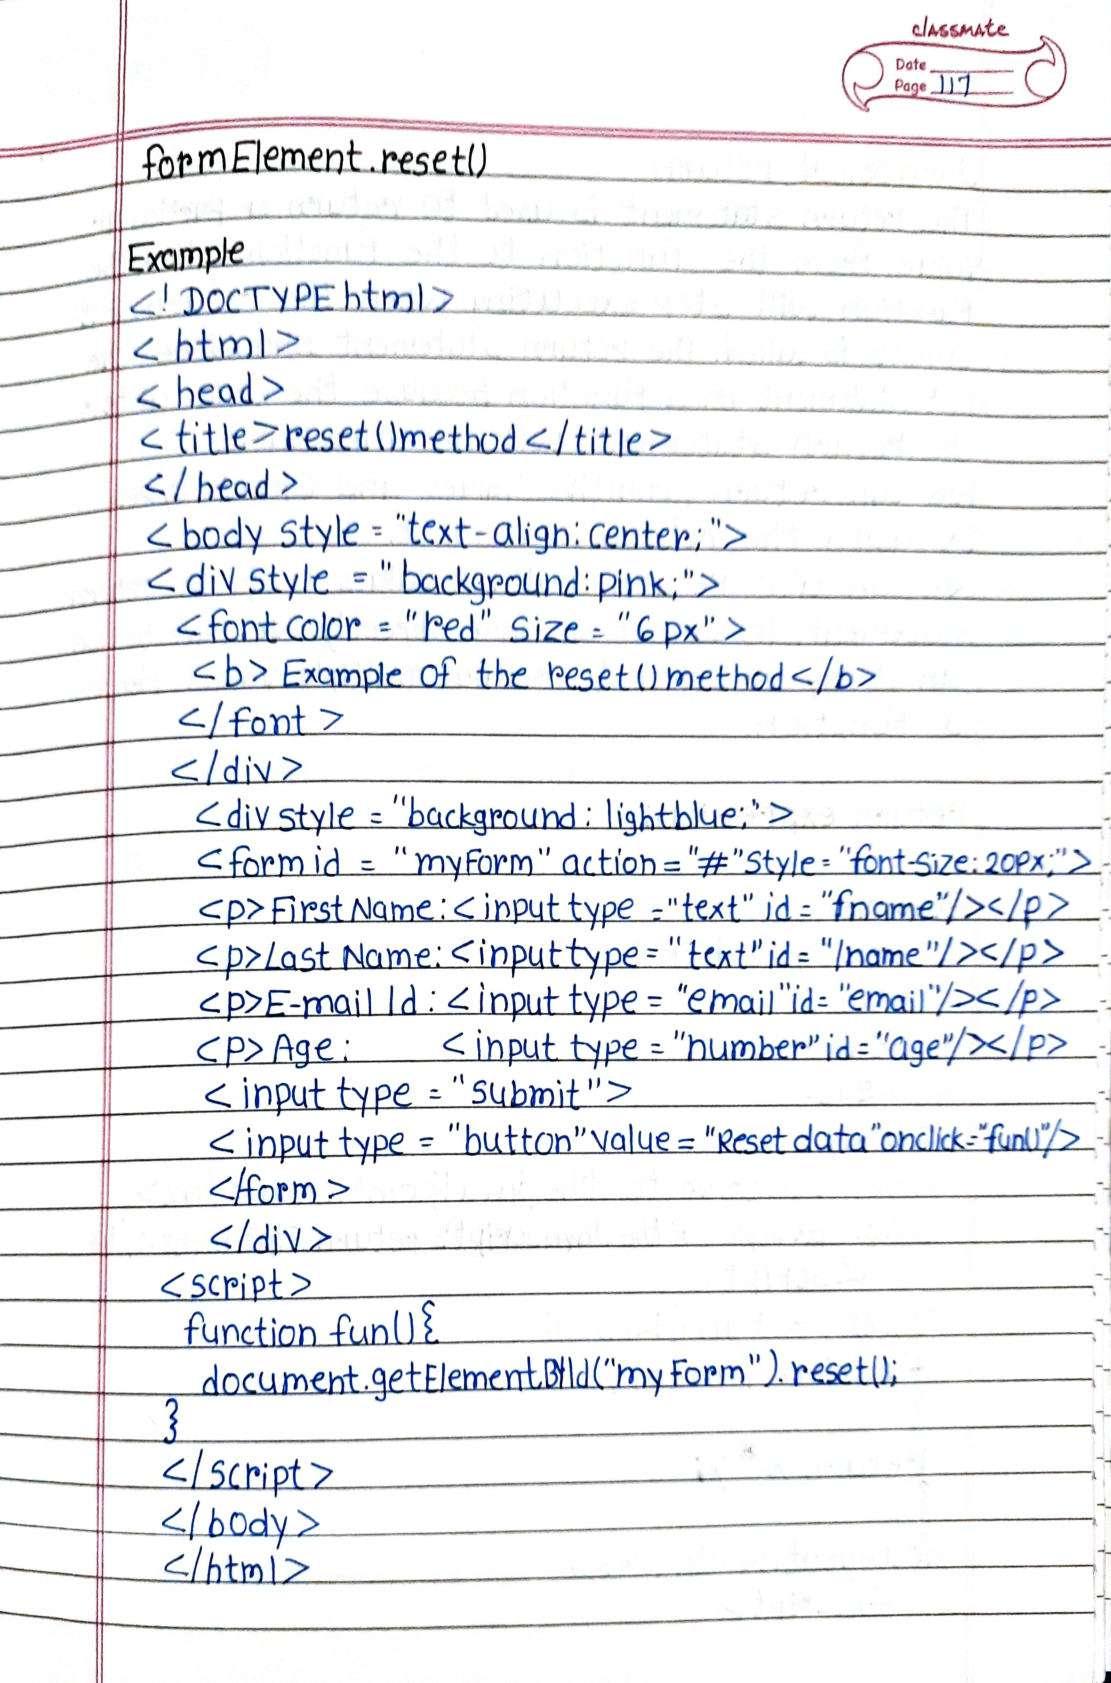 classmate
Date
Page 117
formElement.reset()
Example
<!DOCTYPE html>
<html>
<head>
<title>reset()method</title>
</head>
<body style = "text-align: center;">
<div style = "background: pink;">
<font color = "red" size = "6px">
<b> Example of the reset() method</b>
</font>
</div>
<div style = "background: lightblue;">
<form id = "myForm" action = "#" Style = "font-size: 20px;">
<p> First Name: <input type = "text" id = "fname"/></p>
<p> Last Name: <input type = "text" id = "lname"/></p>
<p> E-mail Id : <input type = "email" id = "email"/></p>
<p> Age : <input type = "number" id = "age"/></p>
<input type = "submit">
<input type = "button" value = "Reset data" onclick = "fun()"/>
</form>
</div>
<script>
function fun(){
document.getElementById("myForm").reset();
}
</script>
</body>
</html>